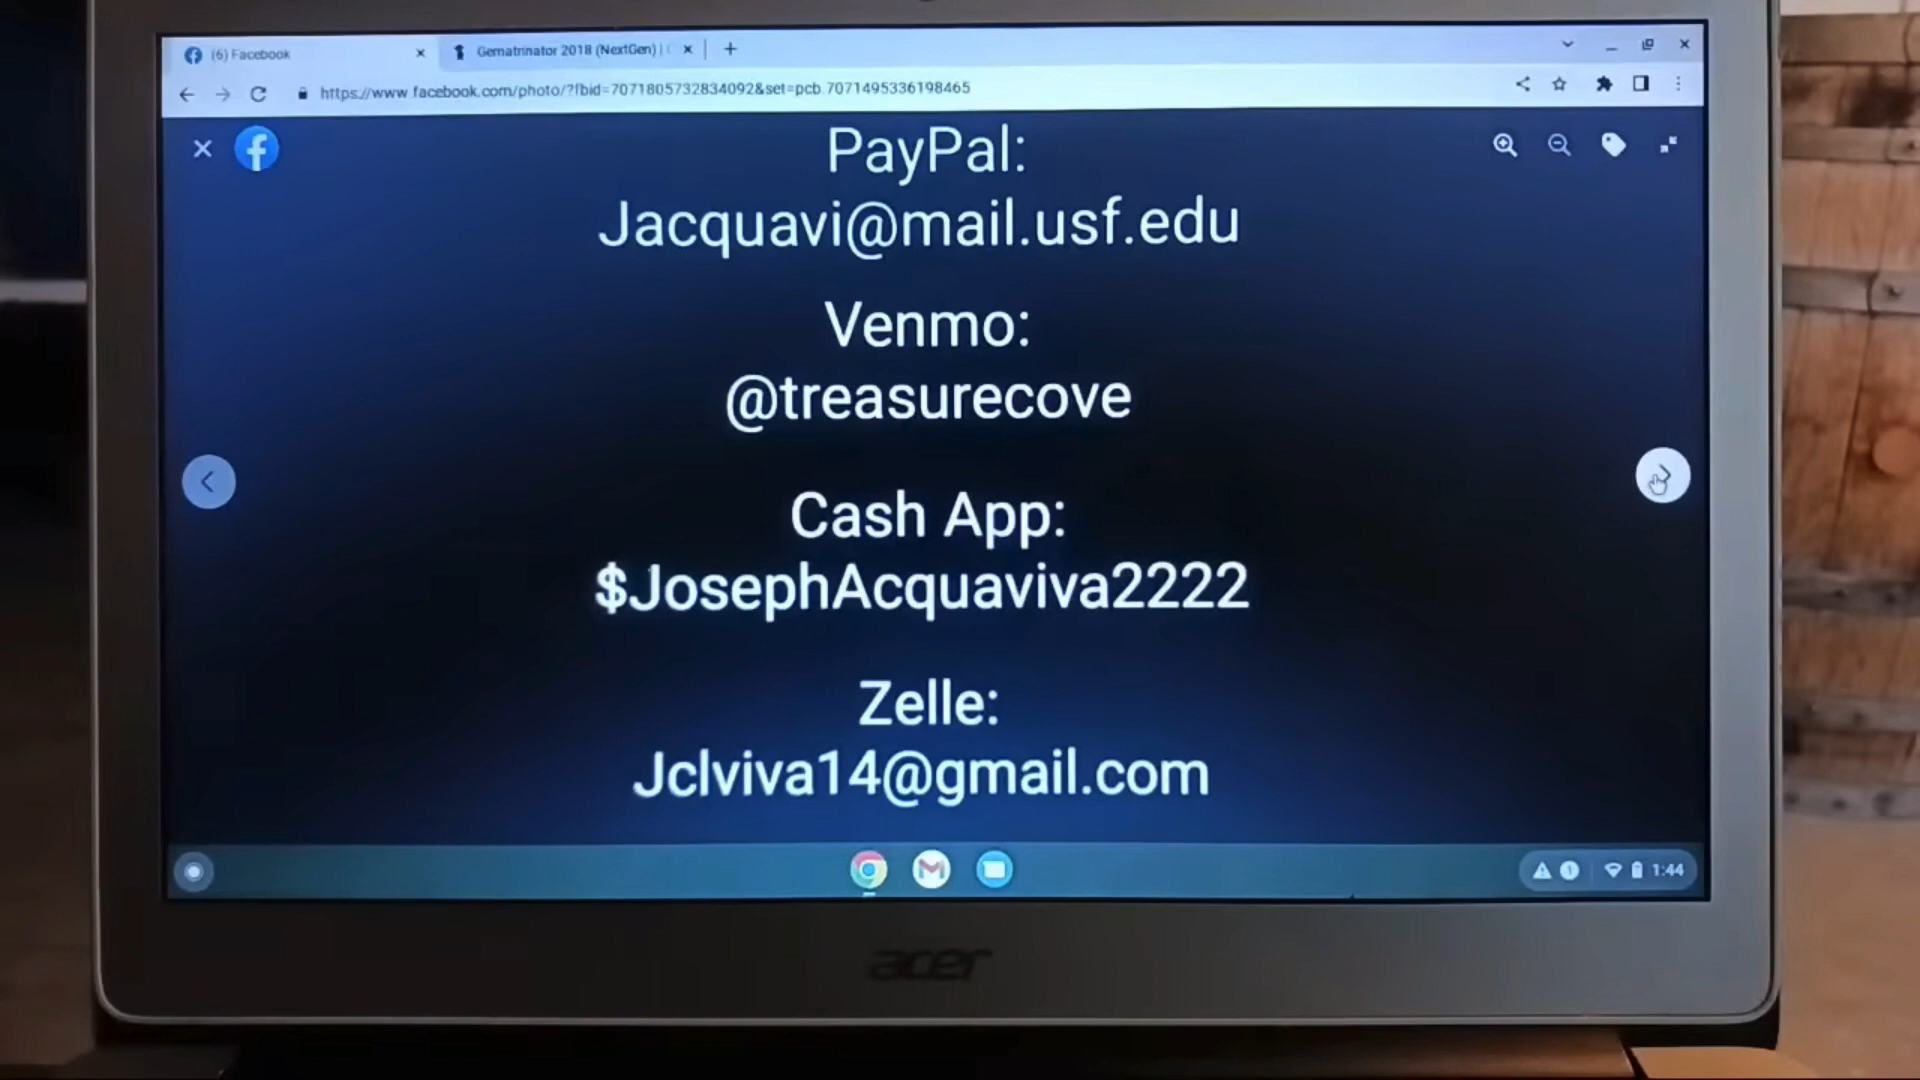 (6) Facebook
Gematrinator 2018 (NextGen) |
https://www.facebook.com/photo/?fbid=7071805732834092&set=pcb.7071495336198465
PayPal:
Jacquavi@mail.usf.edu
Venmo:
@treasurecove
Cash App:
$JosephAcquaviva2222
Zelle:
Jclviva14@gmail.com
1:44
acer